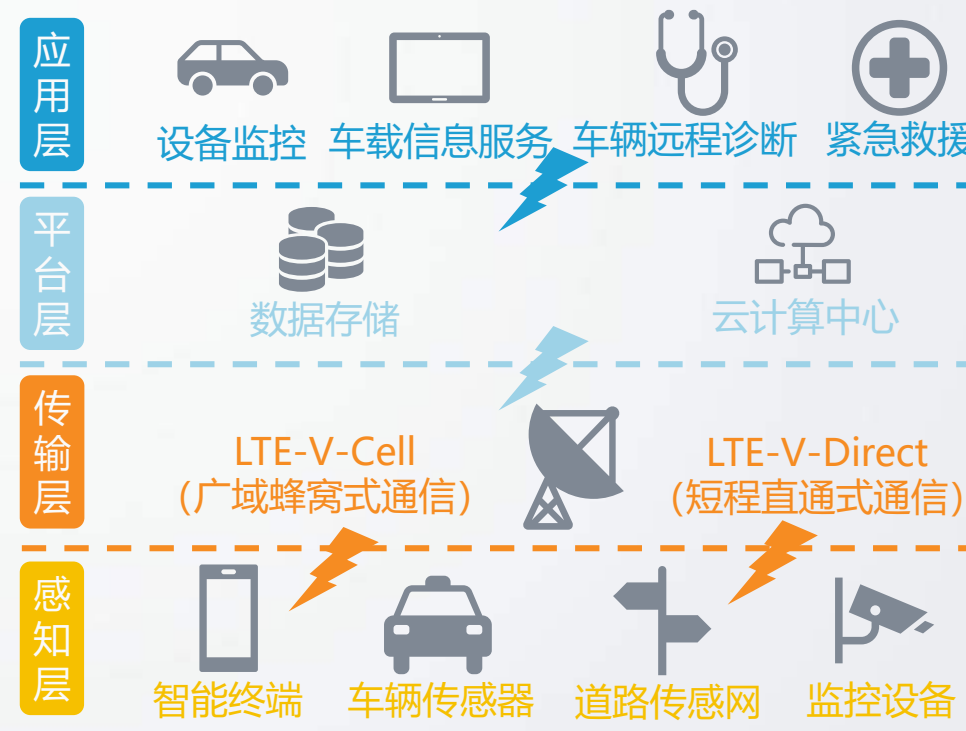 应用层
设备监控
车载信息服务
车辆远程诊断
紧急救援
平台层
数据存储
云计算中心
传输层
LTE-V-Cell
（广域蜂窝式通信）
LTE-V-Direct
（短程直通式通信）
感知层
智能终端
车辆传感器
道路传感网
监控设备